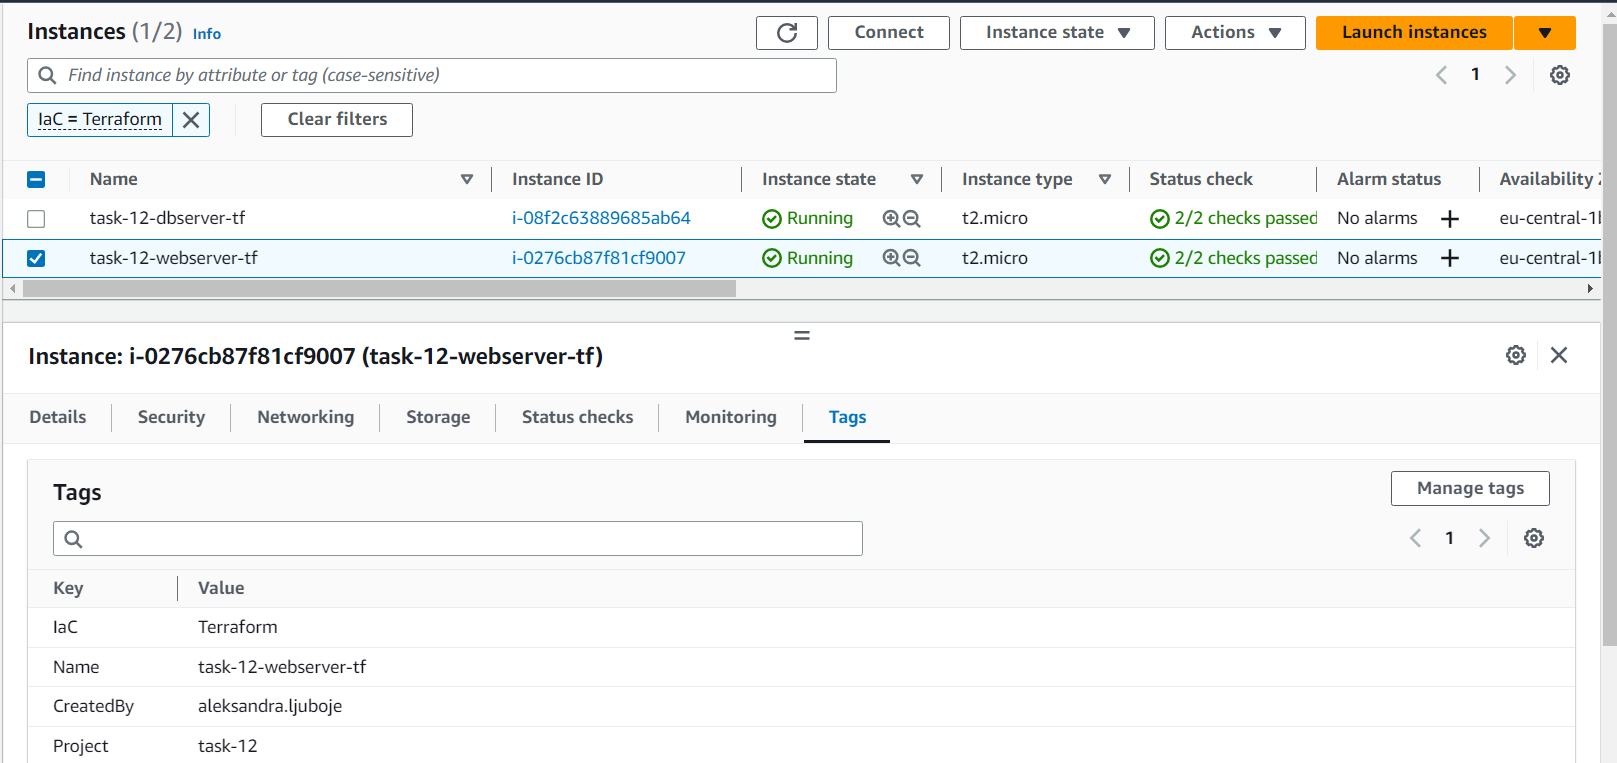 Instances (1/2) Info
Connect
Instance state
Actions
Launch instances
Find instance by attribute or tag (case-sensitive)
1
IaC = Terraform
Clear filters
Name Instance ID Instance state Instance type Status check Alarm status Availability
task-12-dbserver-tf i-08f2c63889685ab64 Running t2.micro 2/2 checks passed No alarms eu-central-1b
task-12-webserver-tf i-0276cb87f81cf9007 Running t2.micro 2/2 checks passed No alarms eu-central-1b
Instance: i-0276cb87f81cf9007 (task-12-webserver-tf)
Details Security Networking Storage Status checks Monitoring Tags
Tags
Manage tags
1
Key Value
IaC Terraform
Name task-12-webserver-tf
CreatedBy aleksandra.ljuboje
Project task-12